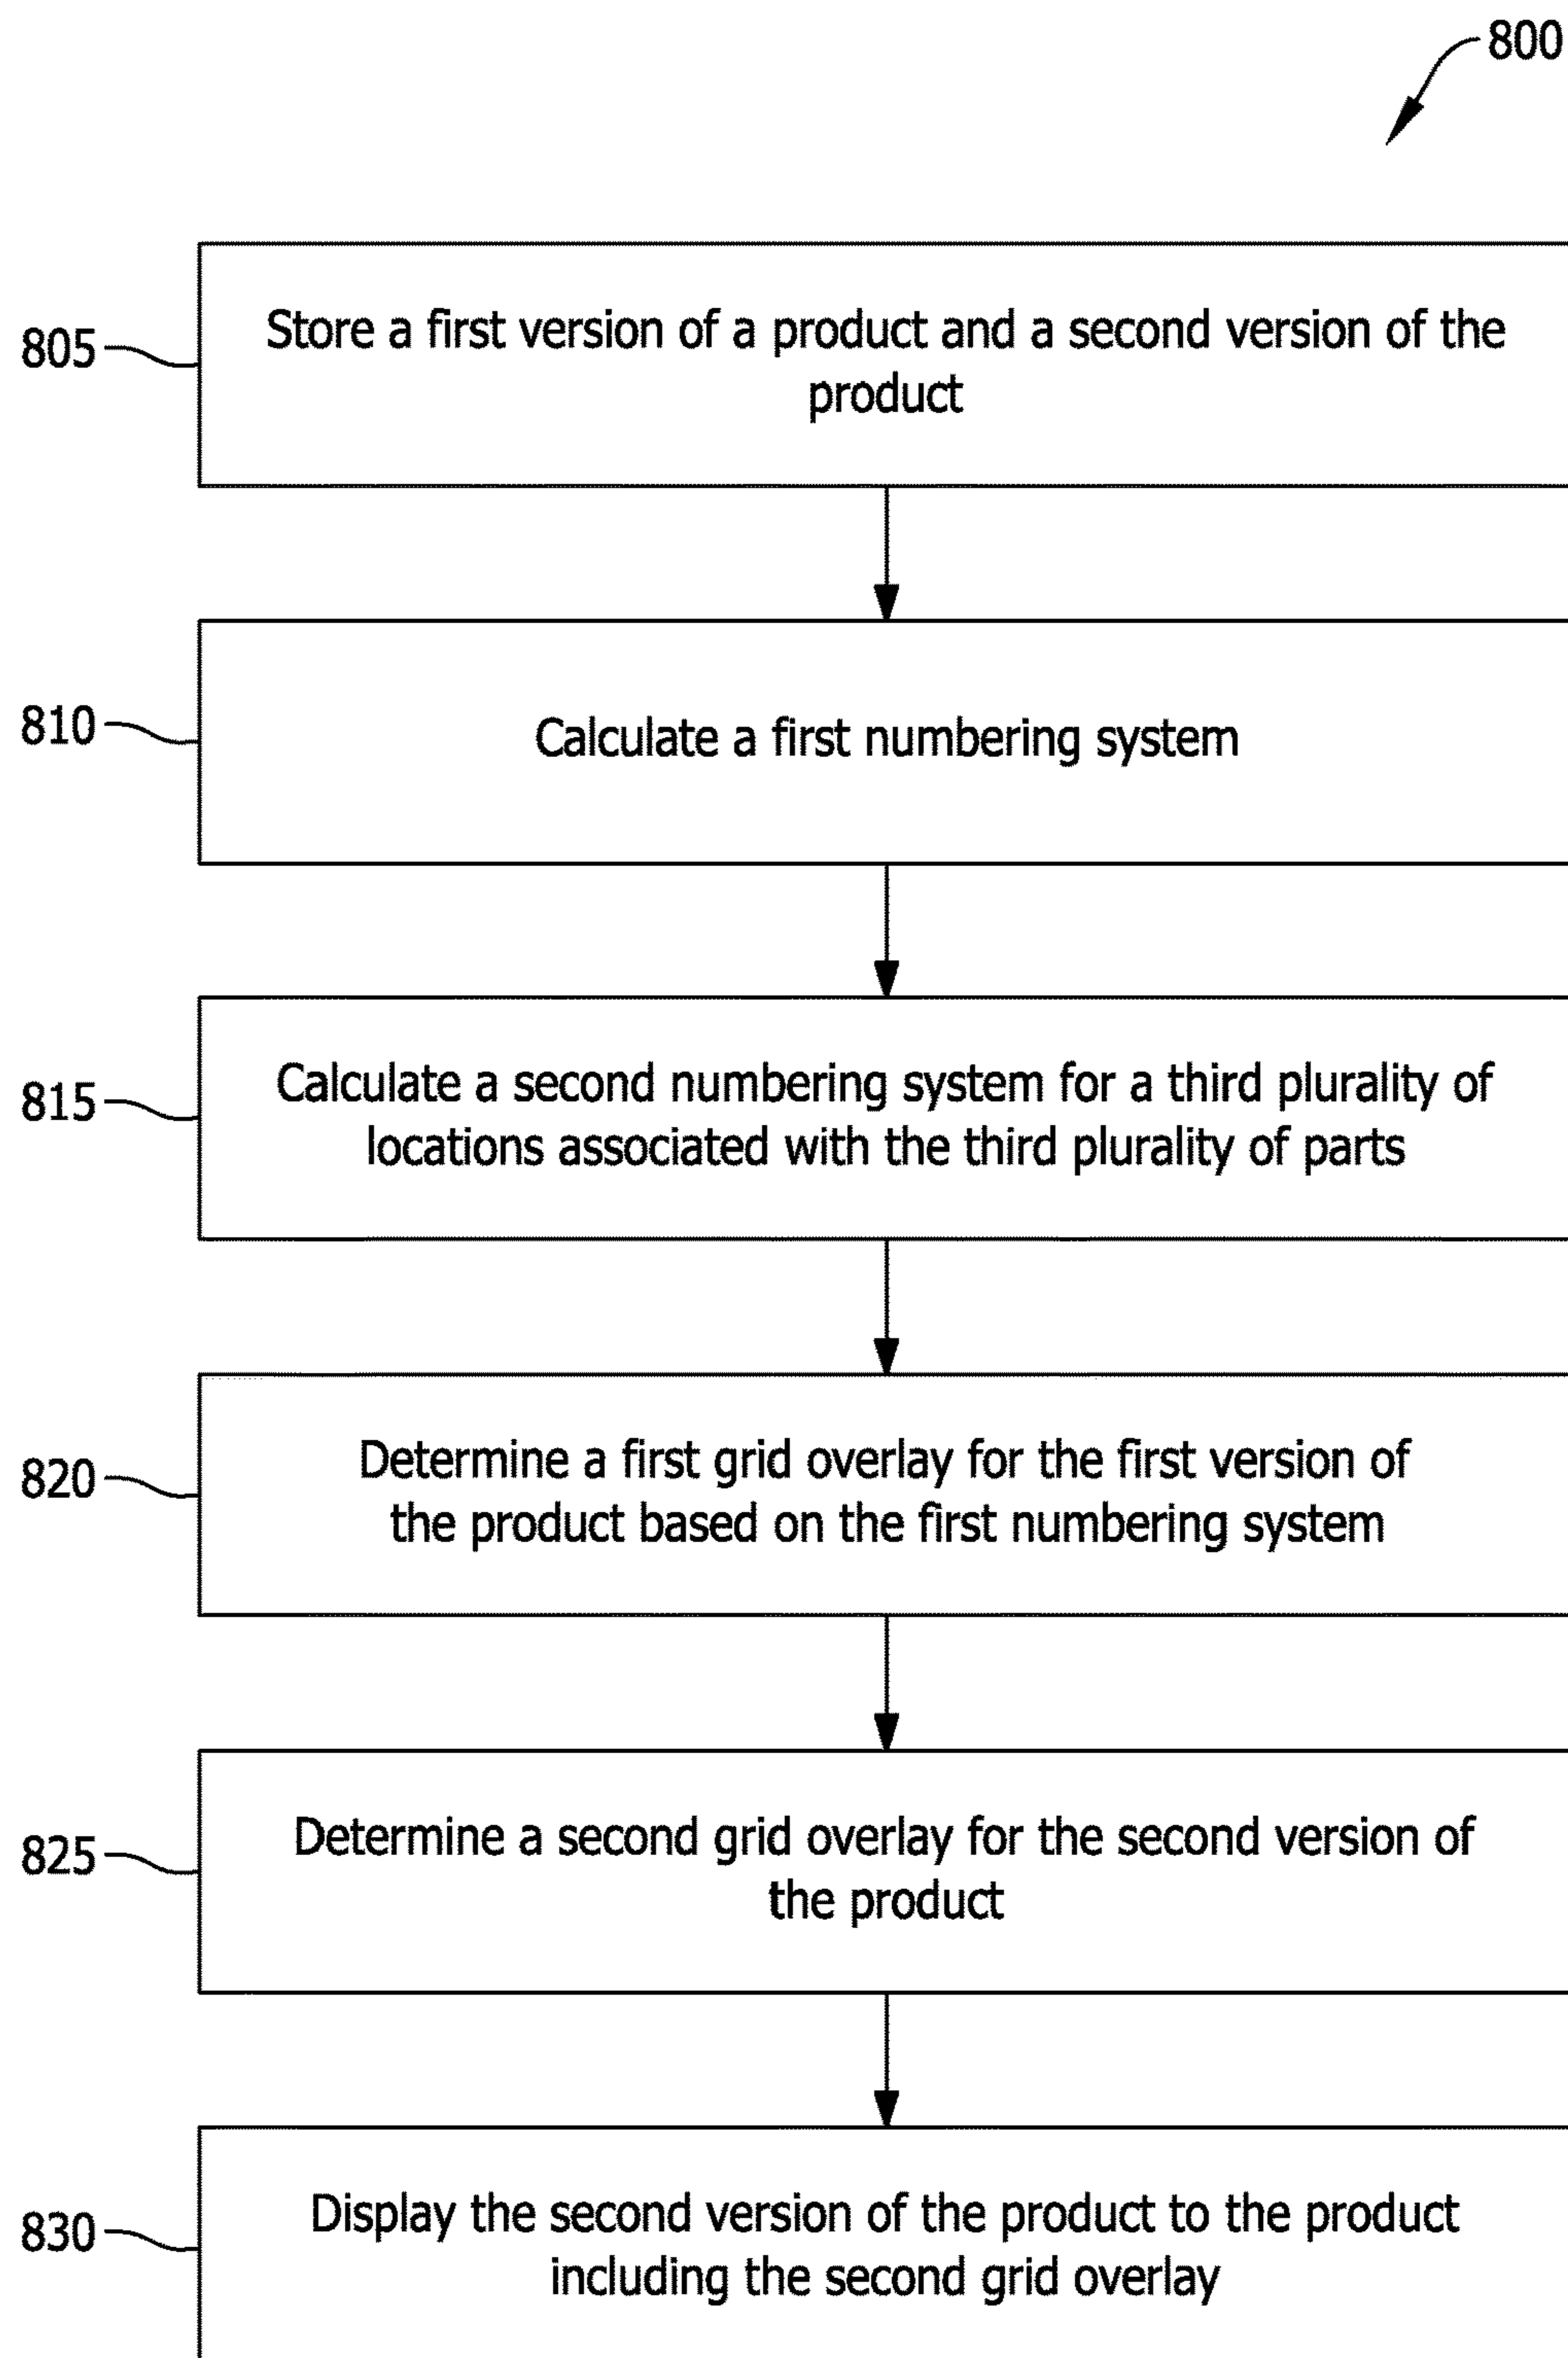 800
805
Store a first version of a product and a second version of the
product
810
Calculate a first numbering system
815
Calculate a second numbering system for a third plurality of
locations associated with the third plurality of parts
820
Determine a first grid overlay for the first version of
the product based on the first numbering system
825
Determine a second grid overlay for the second version of
the product
830
Display the second version of the product to the product
including the second grid overlay